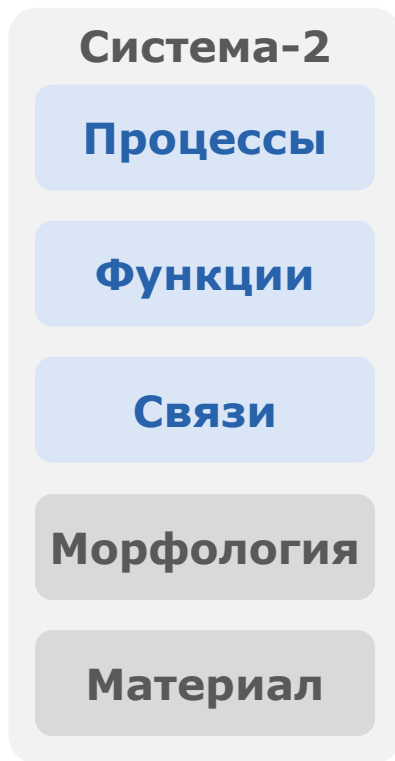 Система-2
Процессы
Функции
Связи
Морфология
Материал